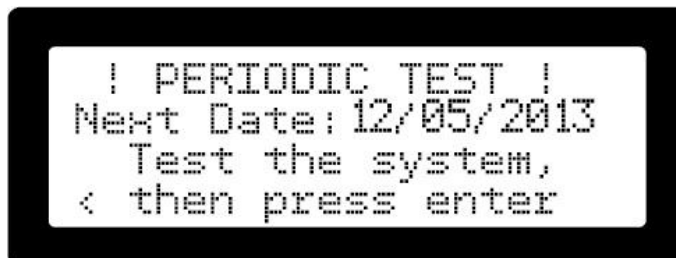 ! PERIODIC TEST !
Next Date: 12/05/2013
Test the system,
< then press enter